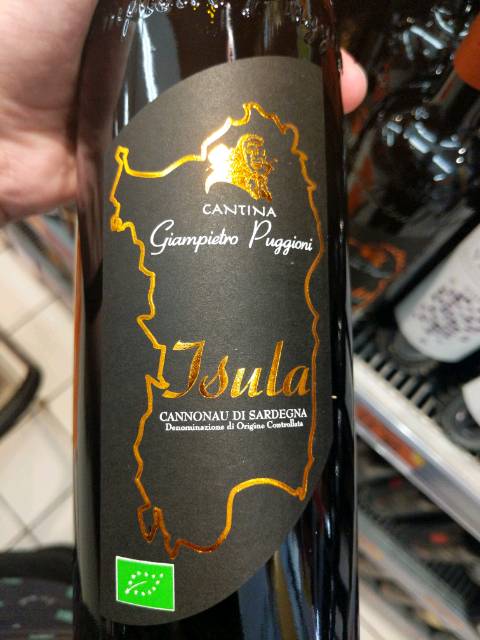 CANTINA
Giampietro Puggioni
Isula
CANNONAU DI SARDEGNA
Denominazione di Origine Controllata